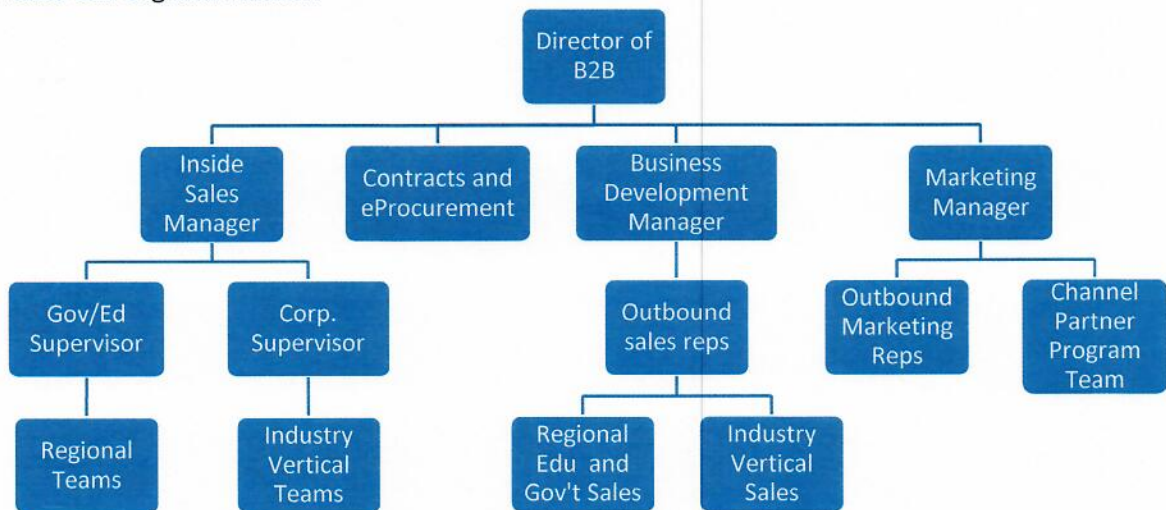 Director of
B2B
Inside
Sales
Manager
Contracts and
eProcurement
Business
Development
Manager
Marketing
Manager
Gov/Ed
Supervisor
Corp.
Supervisor
Outbound
sales reps
Outbound
Marketing
Reps
Channel
Partner
Program
Team
Regional
Teams
Industry
Vertical
Teams
Regional
Edu and
Gov't Sales
Industry
Vertical
Sales